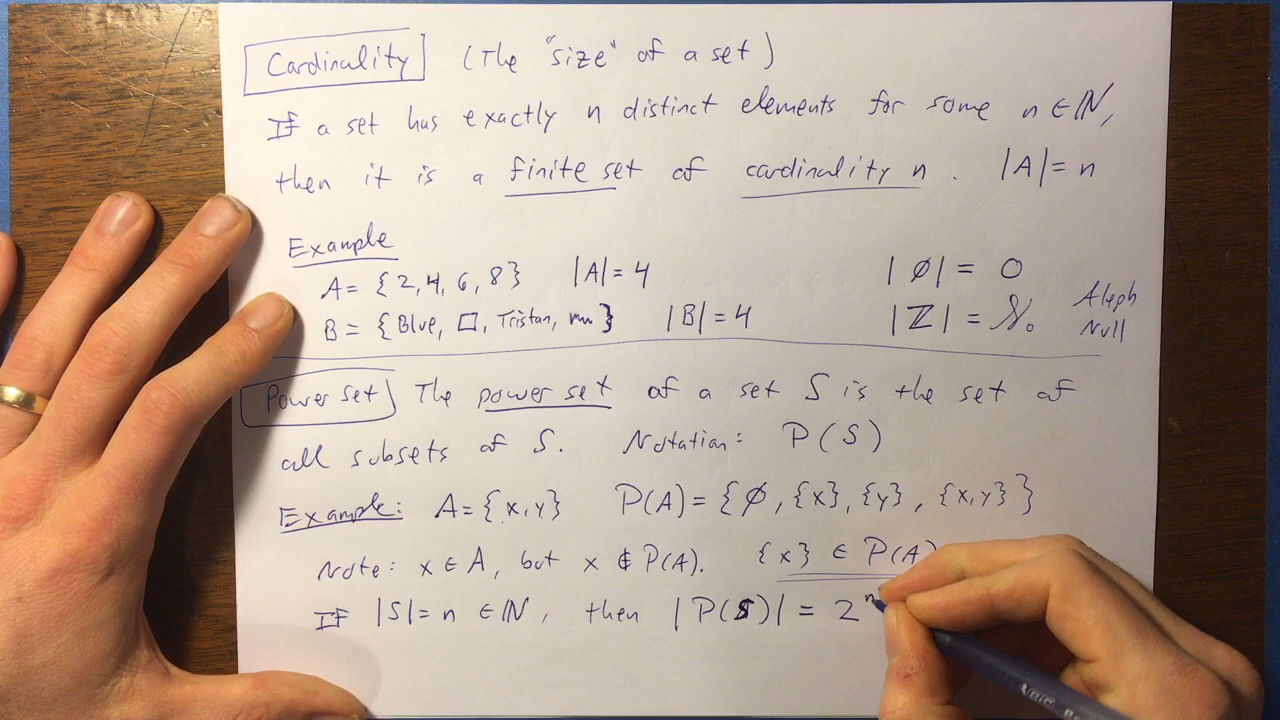 Cardinality (The "size" of a set)
If a set has exactly n distinct elements for some n ∈ ℕ,
then it is a finite set of cardinality n. |A| = n
Example
A = {2, 4, 6, 8} |A| = 4 |∅| = 0
B = {Blue, □, Tristan, } |B| = 4 |ℤ| = ℵ₀ Aleph Null
Power set The power set of a set S is the set of
all subsets of S. Notation: P(S)
Example: A = {x, y} P(A) = {∅, {x}, {y}, {x, y}}
Note: x ∈ A, but x ∉ P(A). {x} ∈ P(A)
If |S| = n ∈ ℕ, then |P(S)| = 2ⁿ